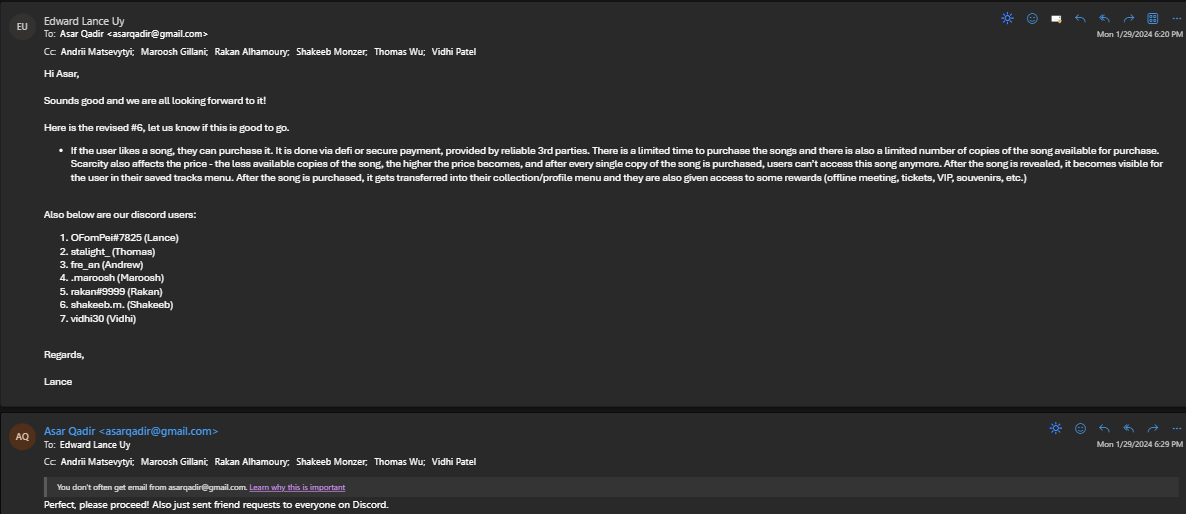 EU
Edward Lance Uy
To: Asar Qadir <asarqadir@gmail.com>
Mon 1/29/2024 6:20 PM
Cc: Andrii Matsevytyi; Maroosh Gillani; Rakan Alhamoury; Shakeeb Monzer; Thomas Wu; Vidhi Patel
Hi Asar,
Sounds good and we are all looking forward to it!
Here is the revised #6, let us know if this is good to go.
• If the user likes a song, they can purchase it. It is done via defi or secure payment, provided by reliable 3rd parties. There is a limited time to purchase the songs and there is also a limited number of copies of the song available for purchase.
Scarcity also affects the price - the less available copies of the song, the higher the price becomes, and after every single copy of the song is purchased, users can't access this song anymore. After the song is revealed, it becomes visible for
the user in their saved tracks menu. After the song is purchased, it gets transferred into their collection/profile menu and they are also given access to some rewards (offline meeting, tickets, VIP, souvenirs, etc.)
Also below are our discord users:
1. OFomPei#7825 (Lance)
2. stalight_ (Thomas)
3. fre_an (Andrew)
4. .maroosh (Maroosh)
5. rakan#9999 (Rakan)
6. shakeeb.m. (Shakeeb)
7. vidhi30 (Vidhi)
Regards,
Lance
AQ
Asar Qadir <asarqadir@gmail.com>
To: Edward Lance Uy
Mon 1/29/2024 6:29 PM
Cc: Andrii Matsevytyi; Maroosh Gillani; Rakan Alhamoury; Shakeeb Monzer; Thomas Wu; Vidhi Patel
You don't often get email from asarqadir@gmail.com. Learn why this is important
Perfect, please proceed! Also just sent friend requests to everyone on Discord.